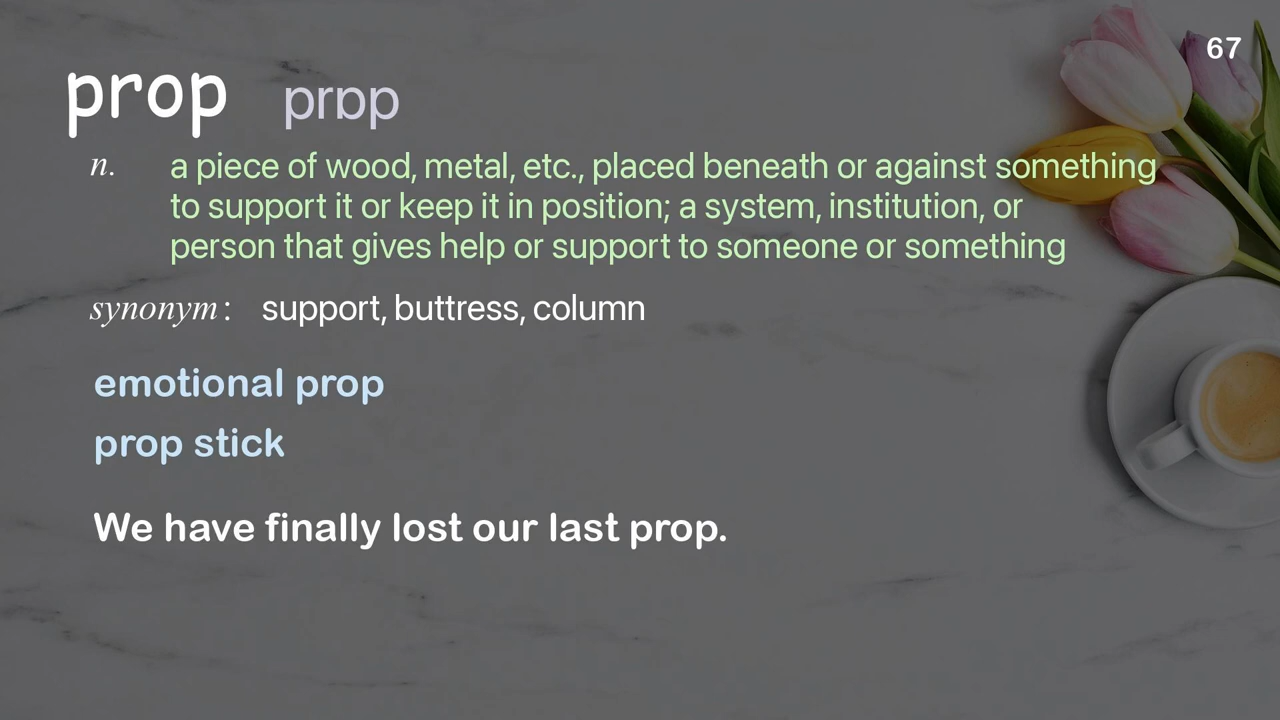 67
prop prɒp
n. a piece of wood, metal, etc., placed beneath or against something
to support it or keep it in position; a system, institution, or
person that gives help or support to someone or something
synonym: support, buttress, column
emotional prop
prop stick
We have finally lost our last prop.